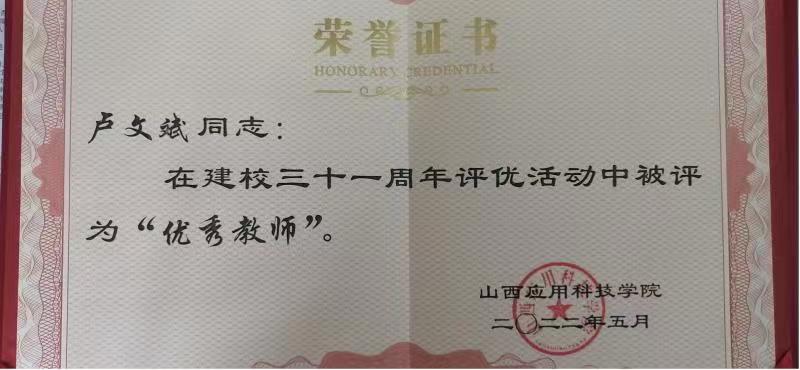 荣誉证书
HONORARY CREDENTIAL
卢文斌同志：
在建校三十一周年评优活动中被评
为“优秀教师”。
山西应用科技学院
二〇二二年五月